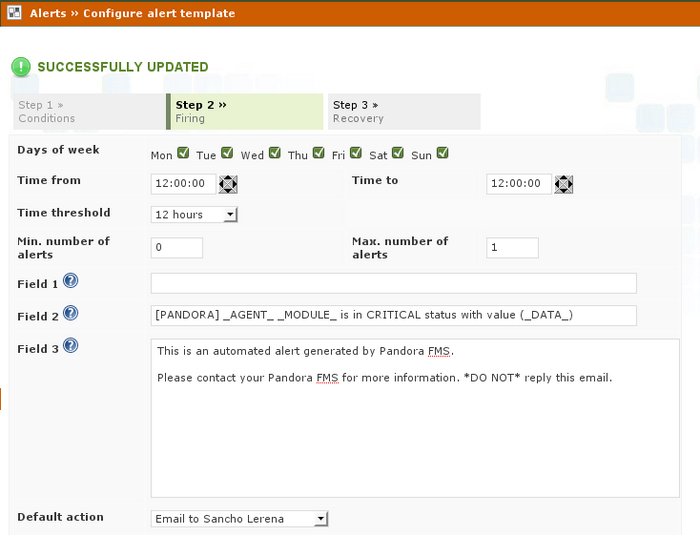 Alerts » Configure alert template
SUCCESSFULLY UPDATED
Step 1 »
Conditions
Step 2 »
Firing
Step 3 »
Recovery
Days of week
Mon Tue Wed Thu Fri Sat Sun
Time from 12:00:00 Time to 12:00:00
Time threshold 12 hours
Min. number of alerts 0 Max. number of alerts 1
Field 1
Field 2 [PANDORA] _AGENT_ _MODULE_ is in CRITICAL status with value (_DATA_)
Field 3 This is an automated alert generated by Pandora FMS.
Please contact your Pandora FMS for more information. *DO NOT* reply this email.
Default action Email to Sancho Lerena